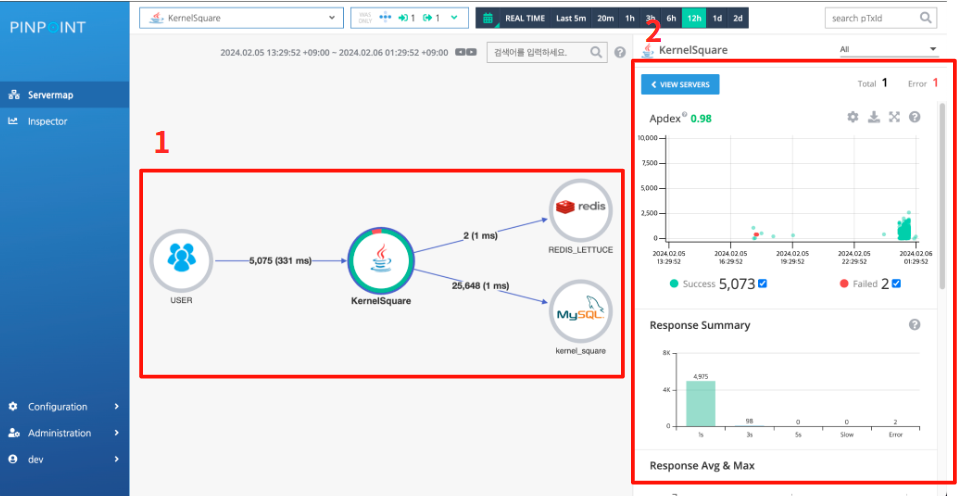 PINPOINT
KernelSquare
WAS ONLY
1
1
REAL TIME Last 5m 20m 1h 3h 6h 12h 1d 2d
search pTxId
2024.02.05 13:29:52 +09:00 ~ 2024.02.06 01:29:52 +09:00
검색어를 입력하세요.
2
KernelSquare
All
Servermap
Inspector
VIEW SERVERS
Total 1 Error 1
1
Apdex 0.98
10,000
7,500
5,000
2,500
0
2024.02.05 13:29:52
2024.02.05 16:29:52
2024.02.05 19:29:52
2024.02.05 22:29:52
2024.02.06 01:29:52
Success 5,073
Failed 2
redis
REDIS_LETTUCE
2 (1 ms)
5,075 (331 ms)
USER
KernelSquare
25,648 (1 ms)
MySQL
kernel_square
Response Summary
8K
4K
0
4,975
98
0
0
2
1s
3s
5s
Slow
Error
Configuration
Administration
dev
Response Avg & Max